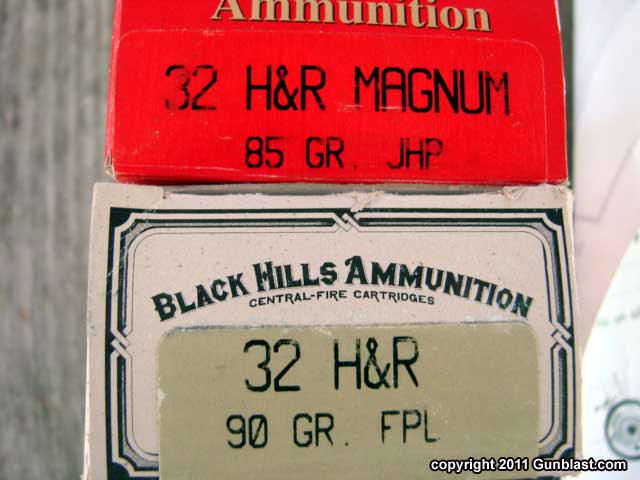 Ammunition
32 H&R MAGNUM
85 GR. JHP
BLACK HILLS AMMUNITION
CENTRAL-FIRE CARTRIDGES
32 H&R
90 GR. FPL
copyright 2011 Gunblast.com